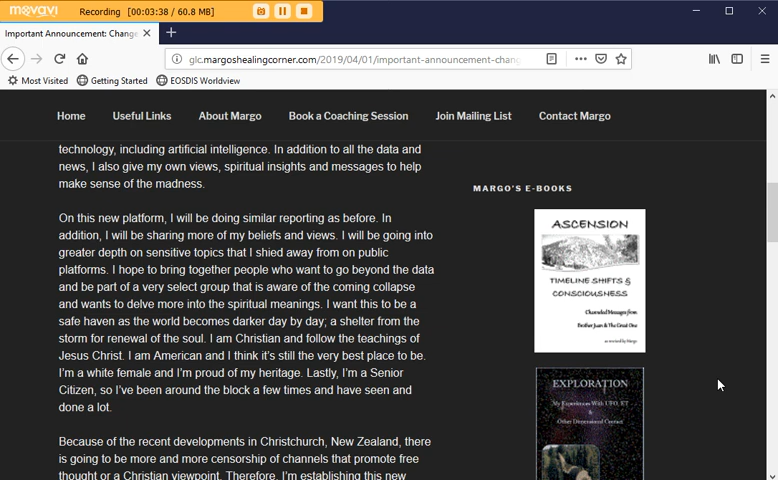 movavi
Recording [00:03:38 / 60.8 MB]
Important Announcement: Change
glc.margoshealingcorner.com/2019/04/01/important-announcement-chang
Most Visited Getting Started EOSDIS Worldview
Home Useful Links About Margo Book a Coaching Session Join Mailing List Contact Margo
technology, including artificial intelligence. In addition to all the data and
news, I also give my own views, spiritual insights and messages to help
make sense of the madness.
On this new platform, I will be doing similar reporting as before. In
addition, I will be sharing more of my beliefs and views. I will be going into
greater depth on sensitive topics that I shied away from on public
platforms. I hope to bring together people who want to go beyond the data
and be part of a very select group that is aware of the coming collapse
and wants to delve more into the spiritual meanings. I want this to be a
safe haven as the world becomes darker day by day; a shelter from the
storm for renewal of the soul. I am Christian and follow the teachings of
Jesus Christ. I am American and I think it's still the very best place to be.
I'm a white female and I'm proud of my heritage. Lastly, I'm a Senior
Citizen, so I've been around the block a few times and have seen and
done a lot.
Because of the recent developments in Christchurch, New Zealand, there
is going to be more and more censorship of channels that promote free
thought or a Christian viewpoint. Therefore, I'm establishing this new
MARGO'S E-BOOKS
ASCENSION
TIMELINE SHIFTS &
CONSCIOUSNESS
Channeled Messages from
Brother Juan & The Great One
as received by Margo
EXPLORATION
My Experiences With UFO, ET
&
Other Dimensional Contact